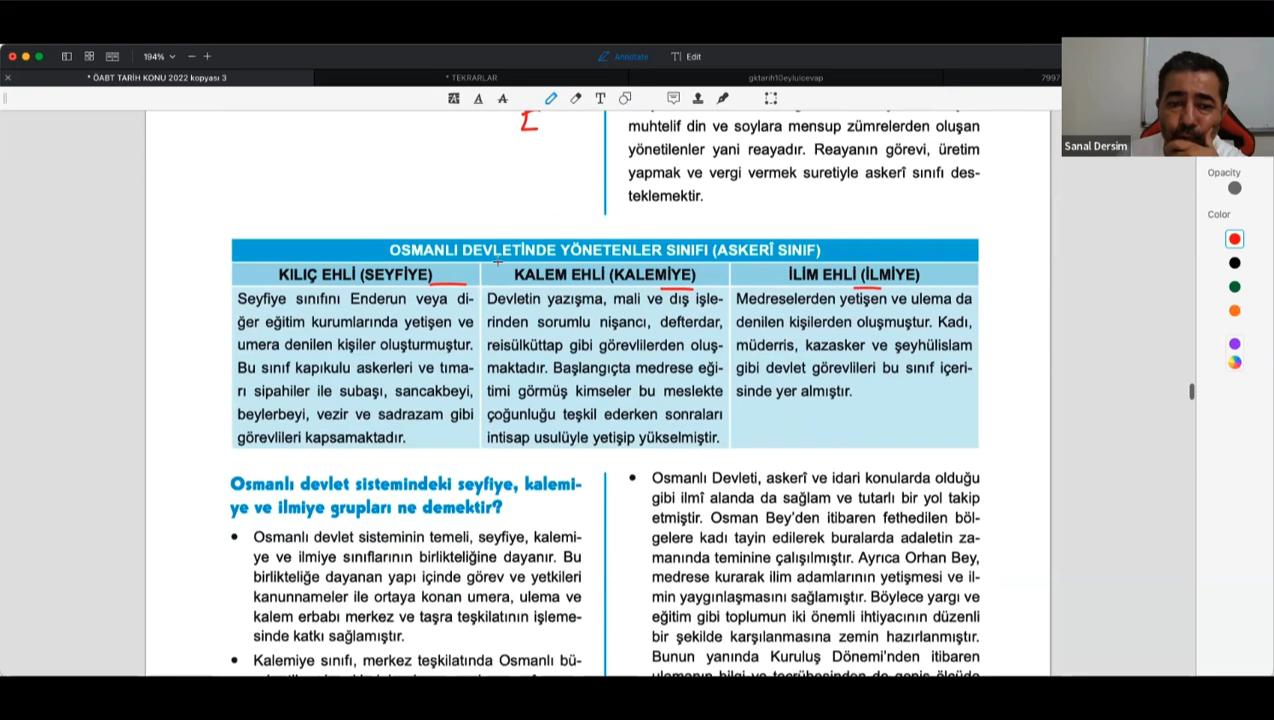 194%
Annotate
Edit
* ÖABT TARİH KONU 2022 kopyası 3
* TEKRARLAR
gktarih10eylulcevap
7997
Sanal Dersim
Opacity
Color
muhtelif din ve soylara mensup zümrelerden oluşan
yönetilenler yani reayadır. Reayanın görevi, üretim
yapmak ve vergi vermek suretiyle askerî sınıfı des-
teklemektir.
OSMANLI DEVLETİNDE YÖNETENLER SINIFI (ASKERÎ SINIF)
KILIÇ EHLİ (SEYFİYE)
Seyfiye sınıfını Enderun veya di-
ğer eğitim kurumlarında yetişen ve
umera denilen kişiler oluşturmuştur.
Bu sınıf kapıkulu askerleri ve tıma-
rı sipahiler ile subaşı, sancakbeyi,
beylerbeyi, vezir ve sadrazam gibi
görevlileri kapsamaktadır.
KALEM EHLİ (KALEMİYE)
Devletin yazışma, mali ve dış işle-
rinden sorumlu nişancı, defterdar,
reisülküttap gibi görevlilerden oluş-
maktadır. Başlangıçta medrese eği-
timi görmüş kimseler bu meslekte
çoğunluğu teşkil ederken sonraları
intisap usulüyle yetişip yükselmiştir.
İLİM EHLİ (İLMİYE)
Medreselerden yetişen ve ulema da
denilen kişilerden oluşmuştur. Kadı,
müderris, kazasker ve şeyhülislam
gibi devlet görevlileri bu sınıf içeri-
sinde yer almıştır.
Osmanlı devlet sistemindeki seyfiye, kalemi-
ye ve ilmiye grupları ne demektir?
• Osmanlı devlet sisteminin temeli, seyfiye, kalemi-
ye ve ilmiye sınıflarının birlikteliğine dayanır. Bu
birlikteliğe dayanan yapı içinde görev ve yetkileri
kanunnameler ile ortaya konan umera, ulema ve
kalem erbabı merkez ve taşra teşkilatının işleme-
sinde katkı sağlamıştır.
• Kalemiye sınıfı, merkez teşkilatında Osmanlı bü-
• Osmanlı Devleti, askerî ve idari konularda olduğu
gibi ilmî alanda da sağlam ve tutarlı bir yol takip
etmiştir. Osman Bey’den itibaren fethedilen böl-
gelere kadı tayin edilerek buralarda adaletin za-
manında teminine çalışılmıştır. Ayrıca Orhan Bey,
medrese kurarak ilim adamlarının yetişmesi ve il-
min yaygınlaşmasını sağlamıştır. Böylece yargı ve
eğitim gibi toplumun iki önemli ihtiyacının düzenli
bir şekilde karşılanmasına zemin hazırlanmıştır.
Bunun yanında Kuruluş Dönemi’nden itibaren